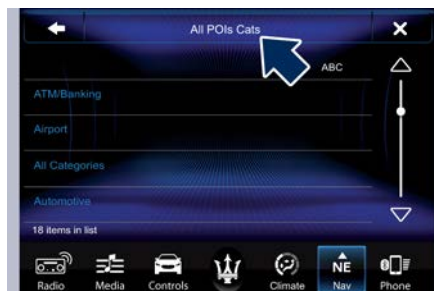 All POIs Cats
ABC
ATM/Banking
Airport
All Categories
Automotive
18 items in list
NE
Radio Media Controls Climate Nav Phone